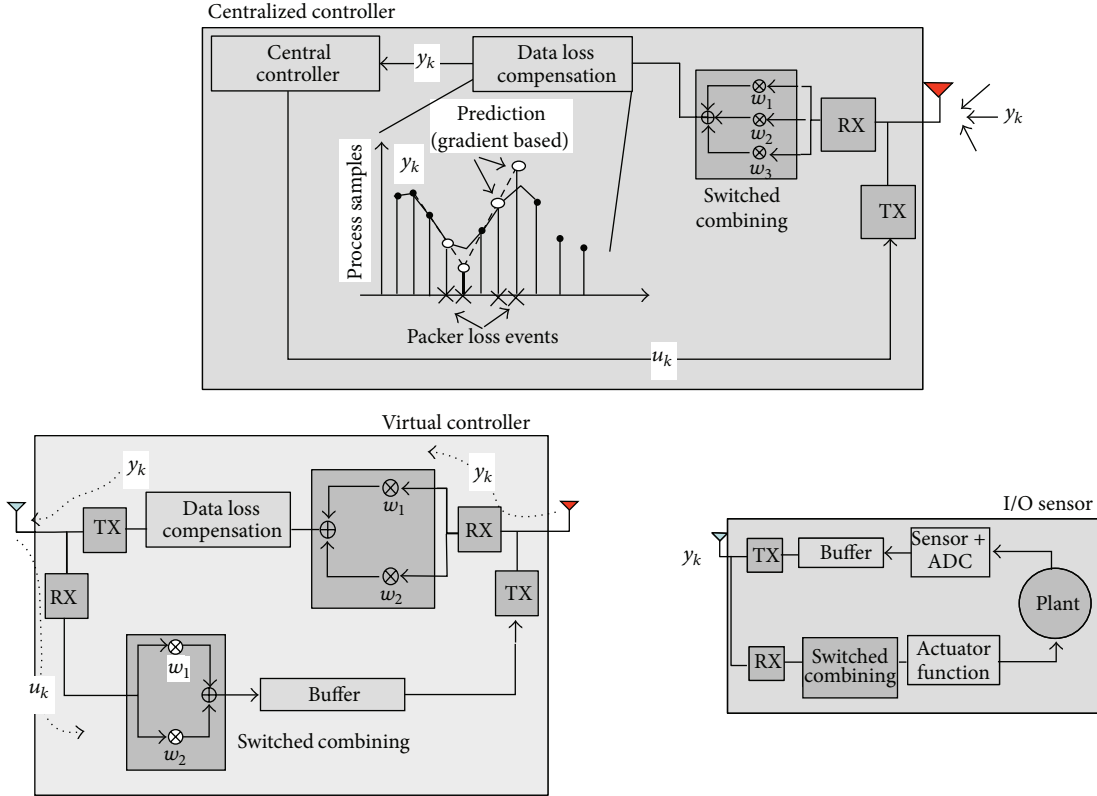 Centralized controller
Central
controller
y_k
Data loss
compensation
w_1
w_2
w_3
RX
y_k
Switched
combining
TX
Prediction
(gradient based)
y_k
Process samples
Packer loss events
u_k
Virtual controller
y_k
y_k
TX
Data loss
compensation
w_1
w_2
RX
RX
TX
u_k
w_1
w_2
Buffer
Switched combining
I/O sensor
y_k
TX
Buffer
Sensor +
ADC
Plant
RX
Switched
combining
Actuator
function